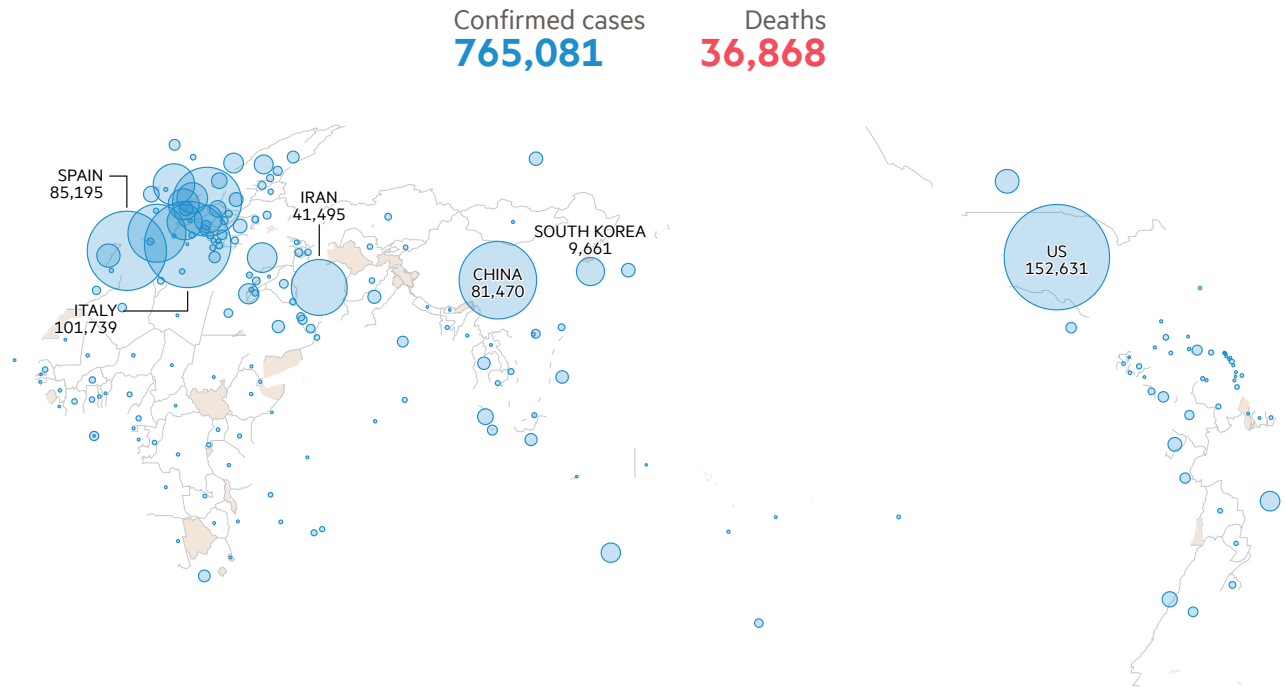 Confirmed cases
765,081
Deaths
36,868
SPAIN
85,195
IRAN
41,495
SOUTH KOREA
9,661
US
152,631
CHINA
81,470
ITALY
101,739